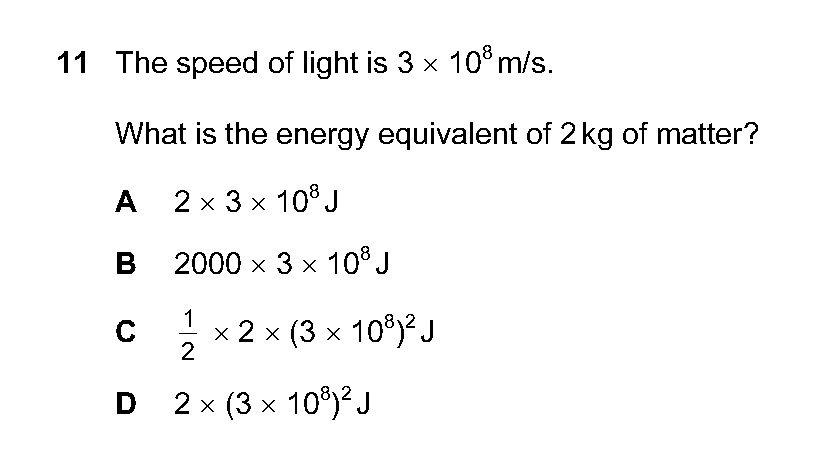 11 The speed of light is 3 × 10⁸ m/s.
What is the energy equivalent of 2 kg of matter?
A 2 × 3 × 10⁸ J
B 2000 × 3 × 10⁸ J
C 1/2 × 2 × (3 × 10⁸)² J
D 2 × (3 × 10⁸)² J